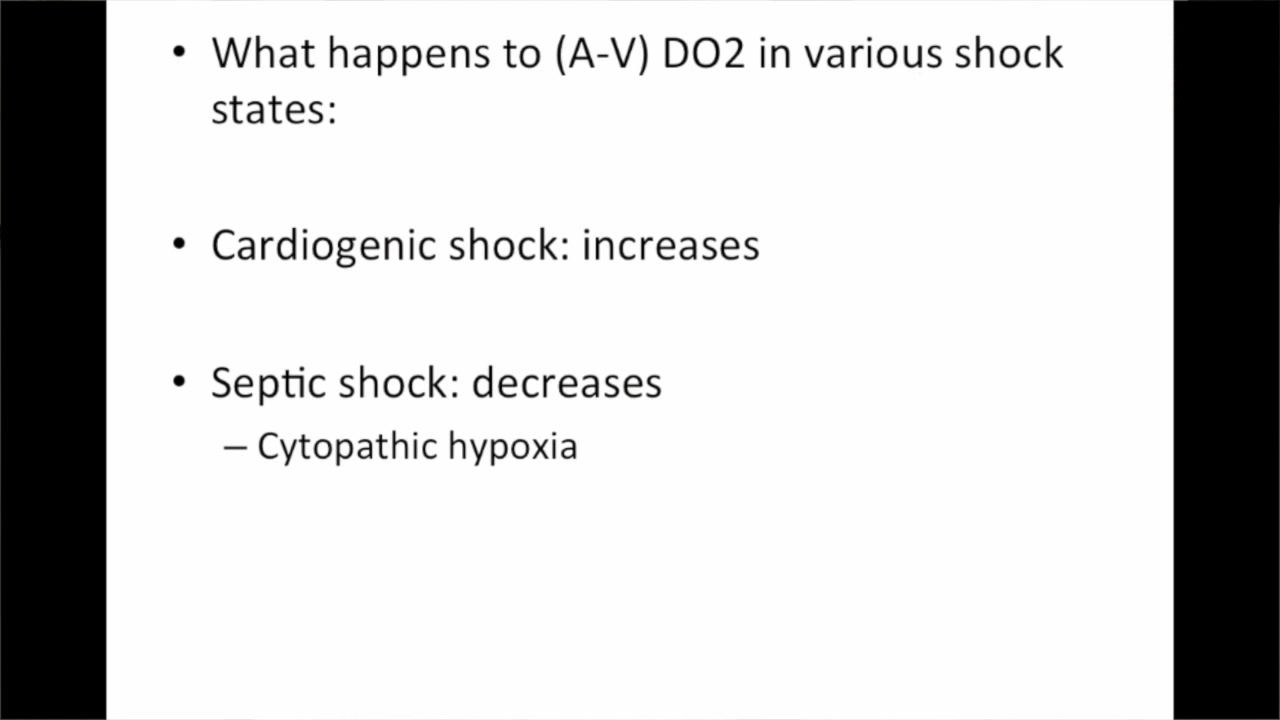 • What happens to (A-V) DO2 in various shock
states:
• Cardiogenic shock: increases
• Septic shock: decreases
– Cytopathic hypoxia